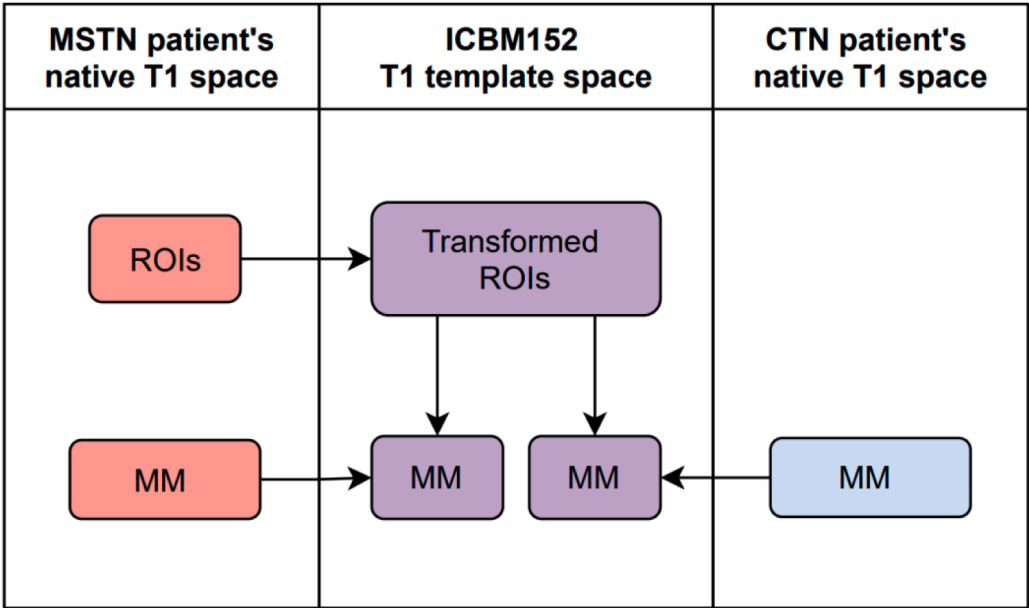 MSTN patient's
native T1 space
ICBM152
T1 template space
CTN patient's
native T1 space
ROIs
Transformed
ROIs
MM
MM
MM
MM